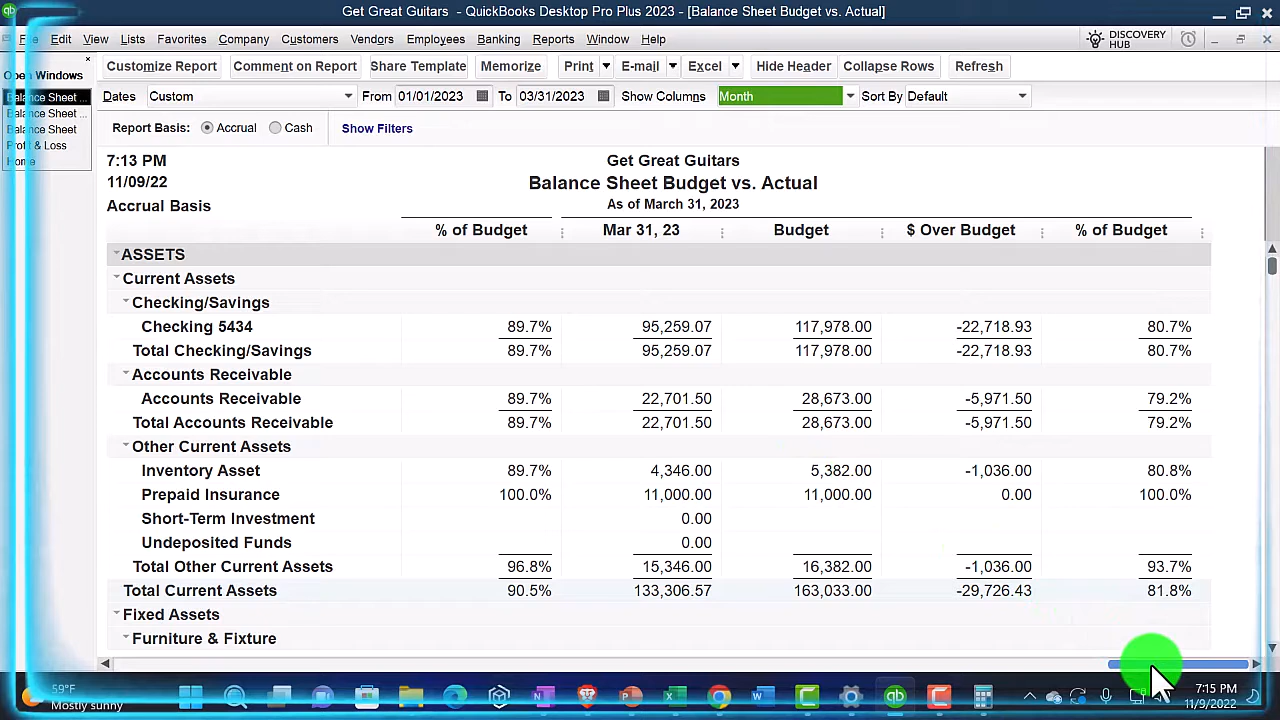 Get Great Guitars - QuickBooks Desktop Pro Plus 2023 - [Balance Sheet Budget vs. Actual]
File Edit View Lists Favorites Company Customers Vendors Employees Banking Reports Window Help
DISCOVERY HUB
Open Windows
Balance Sheet ...
Balance Sheet ...
Balance Sheet
Profit & Loss
Home
Customize Report Comment on Report Share Template Memorize Print E-mail Excel Hide Header Collapse Rows Refresh
Dates Custom From 01/01/2023 To 03/31/2023 Show Columns Month Sort By Default
Report Basis: Accrual Cash Show Filters
7:13 PM
11/09/22
Accrual Basis
Get Great Guitars
Balance Sheet Budget vs. Actual
As of March 31, 2023
% of Budget Mar 31, 23 Budget $ Over Budget % of Budget
ASSETS
Current Assets
Checking/Savings
Checking 5434 89.7% 95,259.07 117,978.00 -22,718.93 80.7%
Total Checking/Savings 89.7% 95,259.07 117,978.00 -22,718.93 80.7%
Accounts Receivable
Accounts Receivable 89.7% 22,701.50 28,673.00 -5,971.50 79.2%
Total Accounts Receivable 89.7% 22,701.50 28,673.00 -5,971.50 79.2%
Other Current Assets
Inventory Asset 89.7% 4,346.00 5,382.00 -1,036.00 80.8%
Prepaid Insurance 100.0% 11,000.00 11,000.00 0.00 100.0%
Short-Term Investment 0.00
Undeposited Funds 0.00
Total Other Current Assets 96.8% 15,346.00 16,382.00 -1,036.00 93.7%
Total Current Assets 90.5% 133,306.57 163,033.00 -29,726.43 81.8%
Fixed Assets
Furniture & Fixture
59°F
Mostly sunny
7:15 PM
11/9/2022